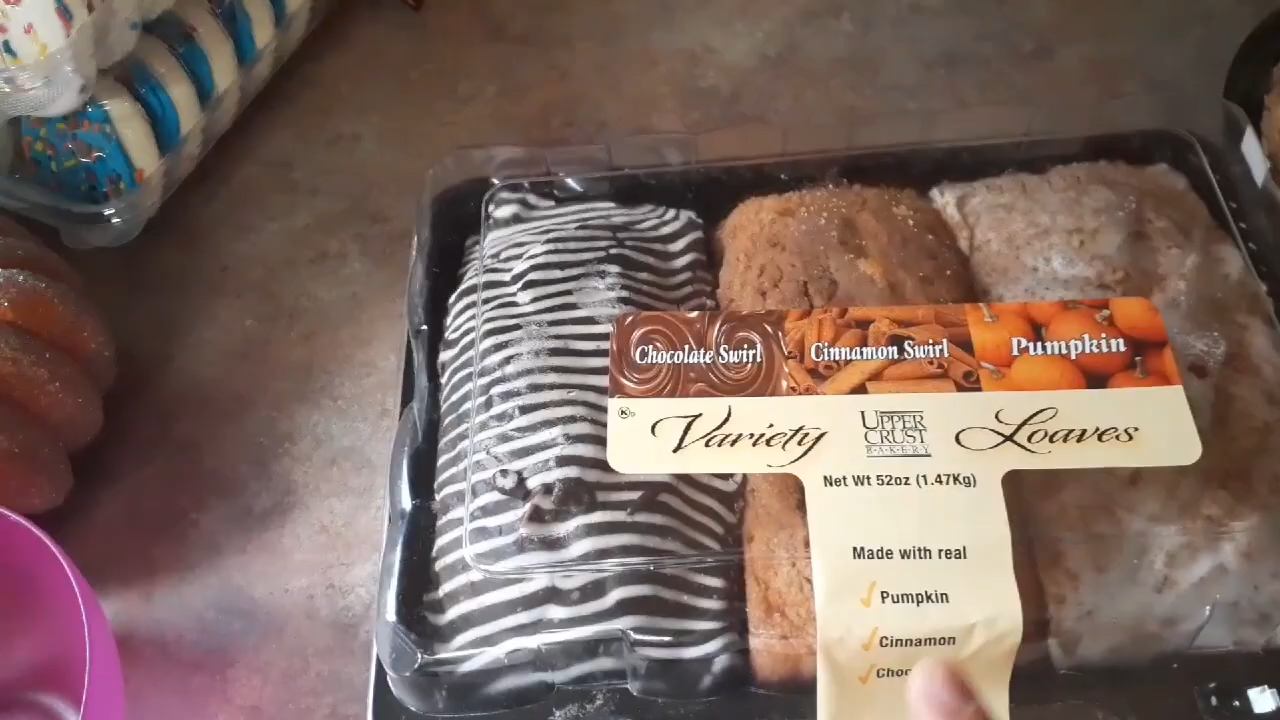 Chocolate Swirl Cinnamon Swirl Pumpkin
K D
Variety UPPER CRUST BAKERY Loaves
Net Wt 52oz (1.47Kg)
Made with real
✓ Pumpkin
✓ Cinnamon
✓ Choc